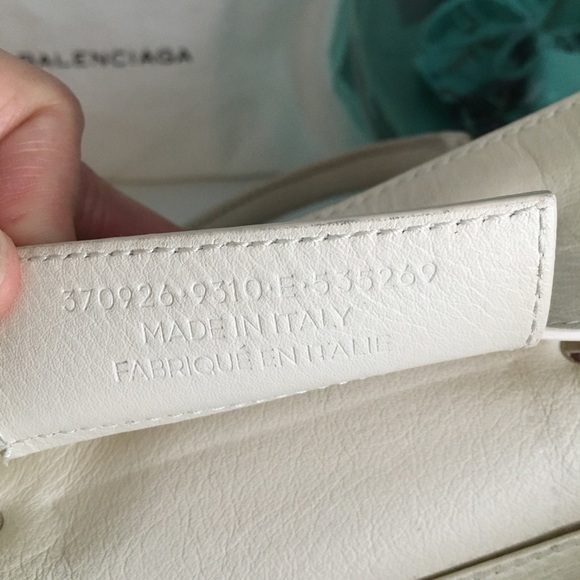 BALENCIAGA
370926·9310·E·535269
MADE IN ITALY
FABRIQUÉ EN ITALIE